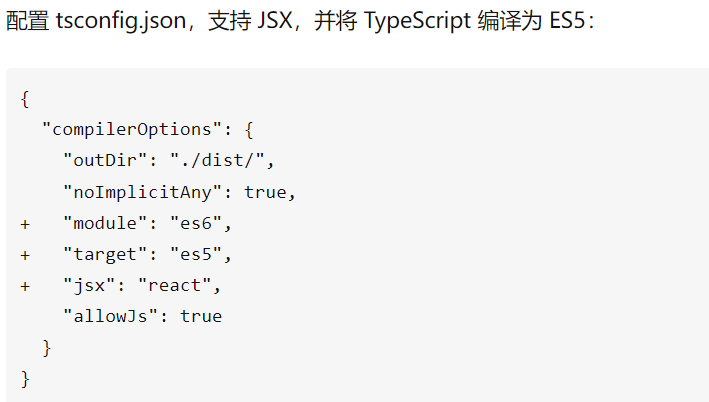 配置 tsconfig.json，支持 JSX，并将 TypeScript 编译为 ES5：
{
  "compilerOptions": {
    "outDir": "./dist/",
    "noImplicitAny": true,
+   "module": "es6",
+   "target": "es5",
+   "jsx": "react",
    "allowJs": true
  }
}